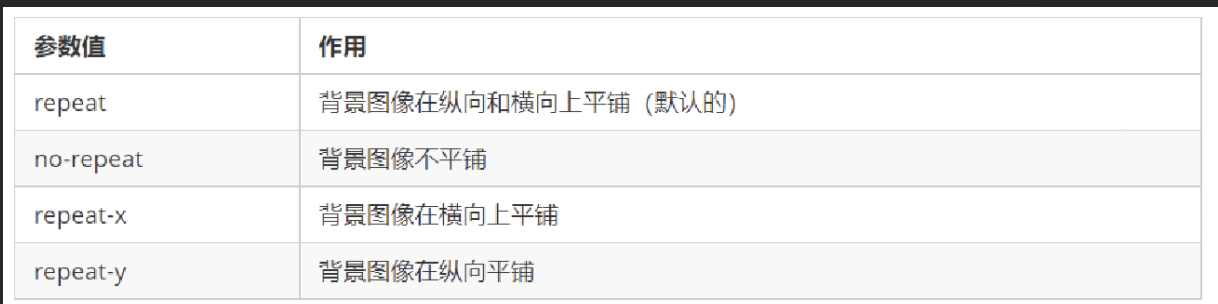 参数值 作用
repeat 背景图像在纵向和横向上平铺（默认的）
no-repeat 背景图像不平铺
repeat-x 背景图像在横向上平铺
repeat-y 背景图像在纵向平铺